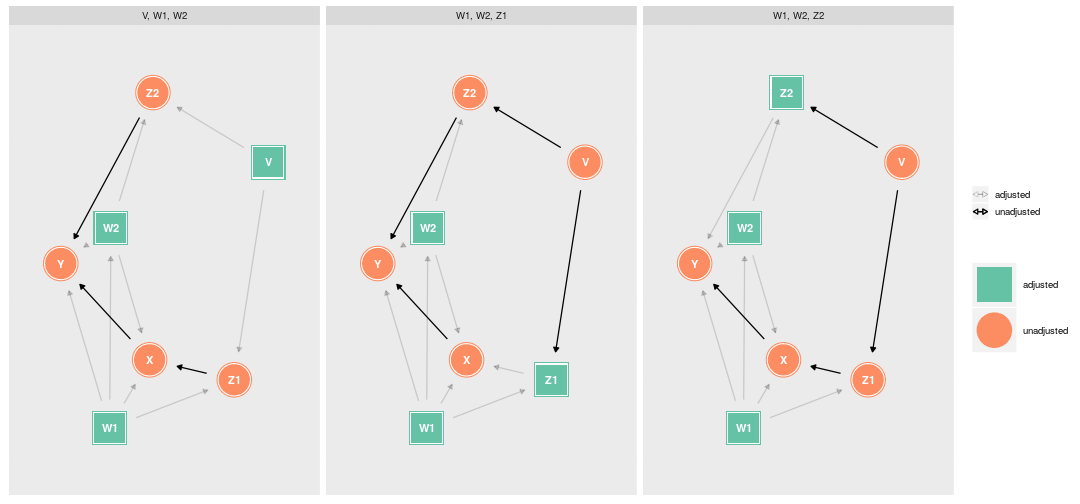 V, W1, W2
W1, W2, Z1
W1, W2, Z2
Z2
V
W2
Y
X
Z1
W1
Z2
V
W2
Y
X
Z1
W1
Z2
V
W2
Y
X
Z1
W1
adjusted
unadjusted
adjusted
unadjusted